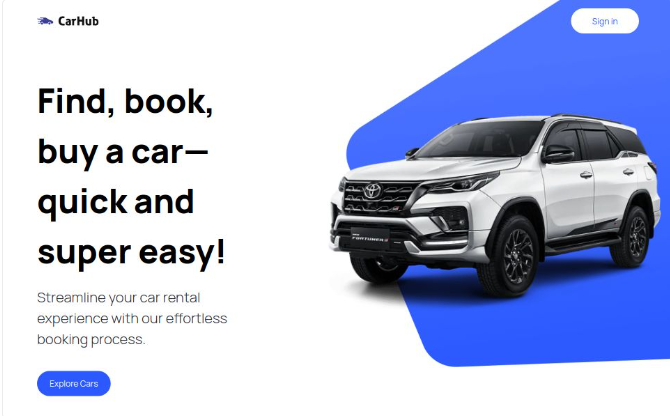 CarHub
Sign in
Find, book,
buy a car—
quick and
super easy!
Streamline your car rental
experience with our effortless
booking process.
Explore Cars
FORTUNER